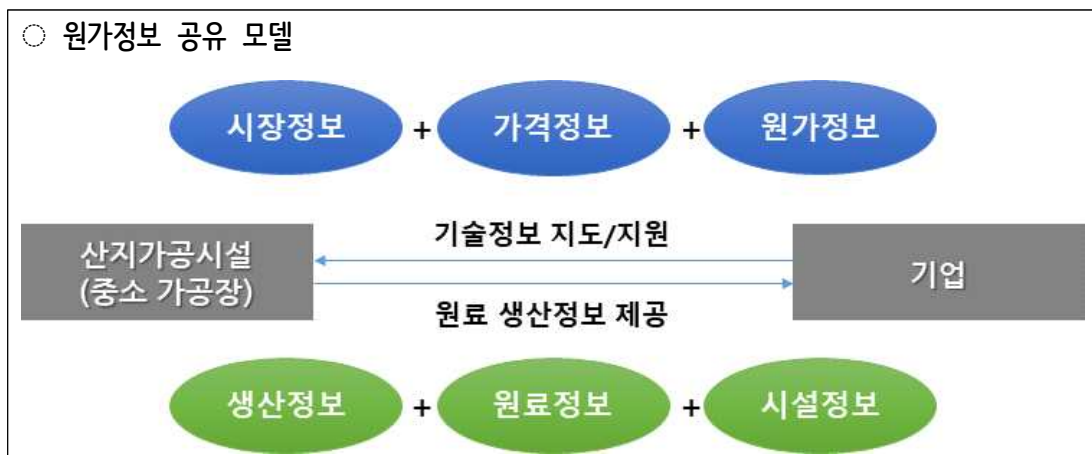 ◌ 원가정보 공유 모델
시장정보 + 가격정보 + 원가정보
기술정보 지도/지원
산지가공시설
(중소 가공장)
기업
원료 생산정보 제공
생산정보 + 원료정보 + 시설정보